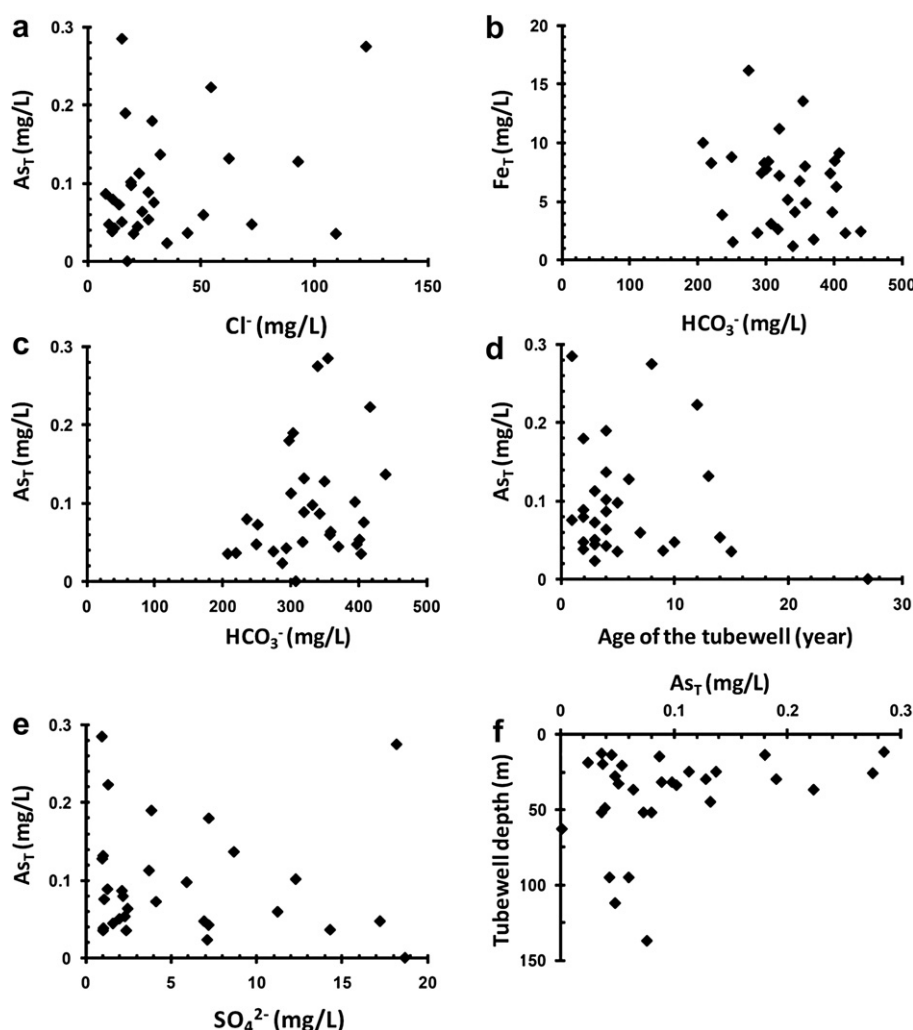 a
0.3
0.2
0.1
0
As_T (mg/L)
0 50 100 150
Cl⁻ (mg/L)
b
20
15
10
5
0
Fe_T (mg/L)
0 100 200 300 400 500
HCO₃⁻ (mg/L)
c
0.3
0.2
0.1
0
As_T (mg/L)
0 100 200 300 400 500
HCO₃⁻ (mg/L)
d
0.3
0.2
0.1
0
As_T (mg/L)
0 10 20 30
Age of the tubewell (year)
e
0.3
0.2
0.1
0
As_T (mg/L)
0 5 10 15 20
SO₄²⁻ (mg/L)
As_T (mg/L)
0 0.1 0.2 0.3
f
0
50
100
150
Tubewell depth (m)